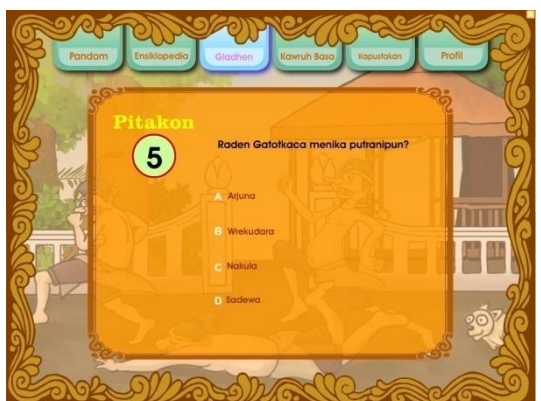 Pandom
Ensiklopedia
Gladhen
Kawruh Basa
Kapustakan
Profil
Pitakon
5
Raden Gatotkaca menika putranipun?
A Arjuna
B Wrekudara
C Nakula
D Sadewa